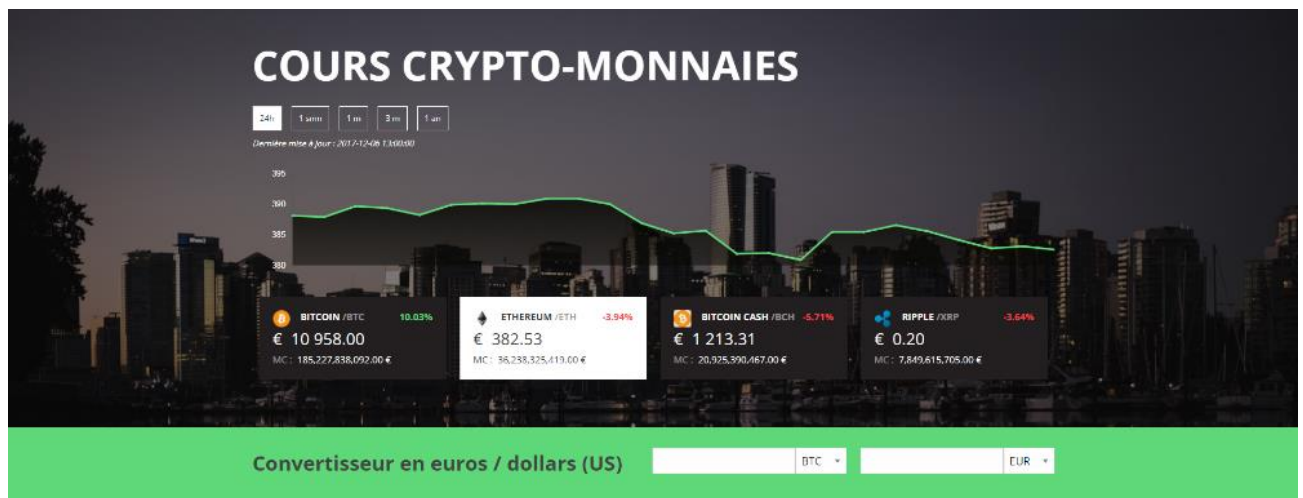 COURS CRYPTO-MONNAIES
24h 1 sem 1 m 3 m 1 an
Dernière mise à jour : 2017-12-06 13:00:00
395
390
385
380
BITCOIN /BTC 10.03%
€ 10 958.00
MC : 185,227,838,092.00 €
ETHEREUM /ETH -3.94%
€ 382.53
MC : 36,238,325,419.00 €
BITCOIN CASH /BCH -5.71%
€ 1 213.31
MC : 20,925,390,467.00 €
RIPPLE /XRP -3.64%
€ 0.20
MC : 7,849,615,705.00 €
Convertisseur en euros / dollars (US) BTC EUR